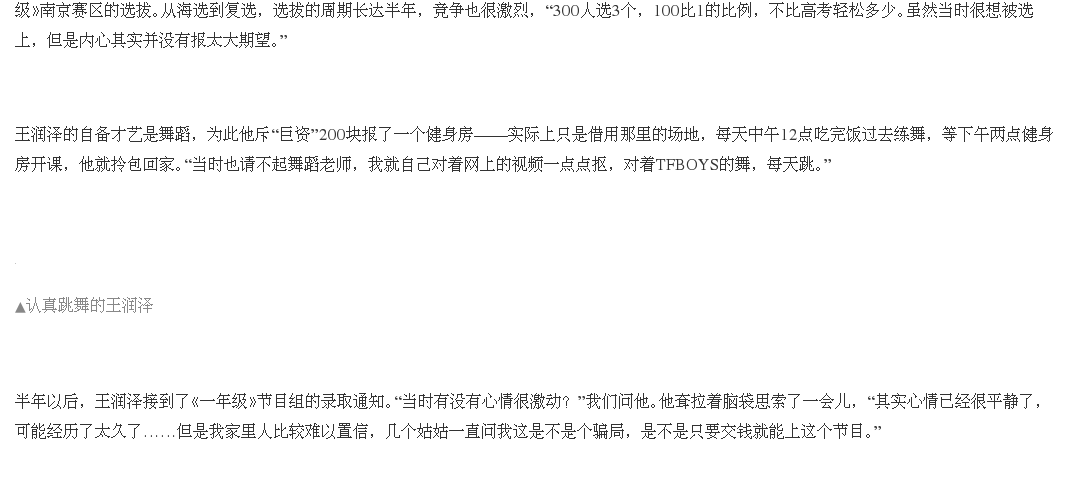 级》南京赛区的选拔。从海选到复选，选拔的周期长达半年，竞争也很激烈，“300人选3个，100比1的比例，不比高考轻松多少。虽然当时很想被选
上，但是内心其实并没有报太大期望。”
王润泽的自备才艺是舞蹈，为此他斥“巨资”200块报了一个健身房——实际上只是借用那里的场地，每天中午12点吃完饭过去练舞，等下午两点健身
房开课，他就拎包回家。“当时也请不起舞蹈老师，我就自己对着网上的视频一点点抠，对着TFBOYS的舞，每天跳。”
▲认真跳舞的王润泽
半年以后，王润泽接到了《一年级》节目组的录取通知。“当时有没有心情很激动？”我们问他。他耷拉着脑袋思索了一会儿，“其实心情已经很平静了，
可能经历了太久了……但是我家里人比较难以置信，几个姑姑一直问我这是不是个骗局，是不是只要交钱就能上这个节目。”